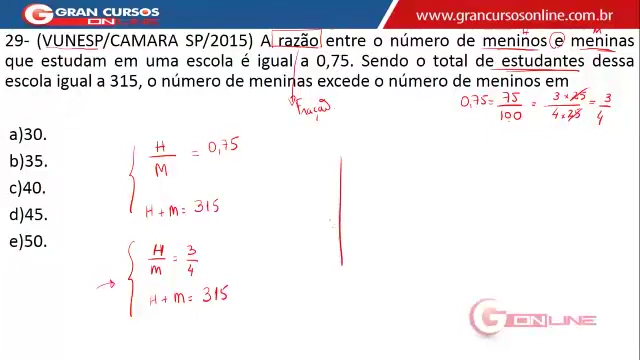 GRAN CURSOS
ONLINE
www.grancursosonline.com.br
H M
29- (VUNESP/CAMARA SP/2015) A razão entre o número de meninos e meninas
que estudam em uma escola é igual a 0,75. Sendo o total de estudantes dessa
escola igual a 315, o número de meninas excede o número de meninos em
Fração
0,75 = 75/100 = 3 × 25/4 × 25 = 3/4
a)30.
b)35.
c)40.
d)45.
e)50.
H/M = 0,75
H + M = 315
H/M = 3/4
H + M = 315
G ONLINE